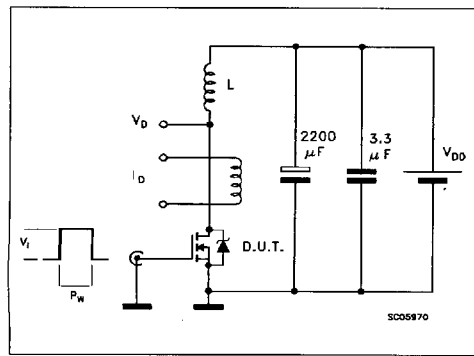 L
V_D
2200 μF
3.3 μF
V_DD
I_D
V_i
D.U.T.
P_W
SC05970